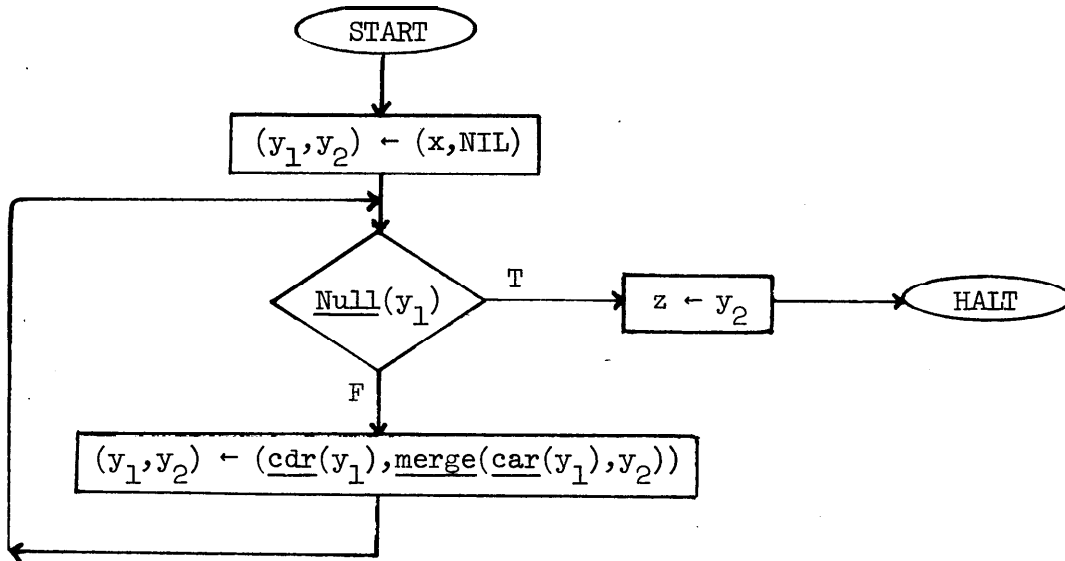 START
(y₁,y₂) ← (x,NIL)
Null(y₁)
T
z ← y₂
HALT
F
(y₁,y₂) ← (cdr(y₁),merge(car(y₁),y₂))